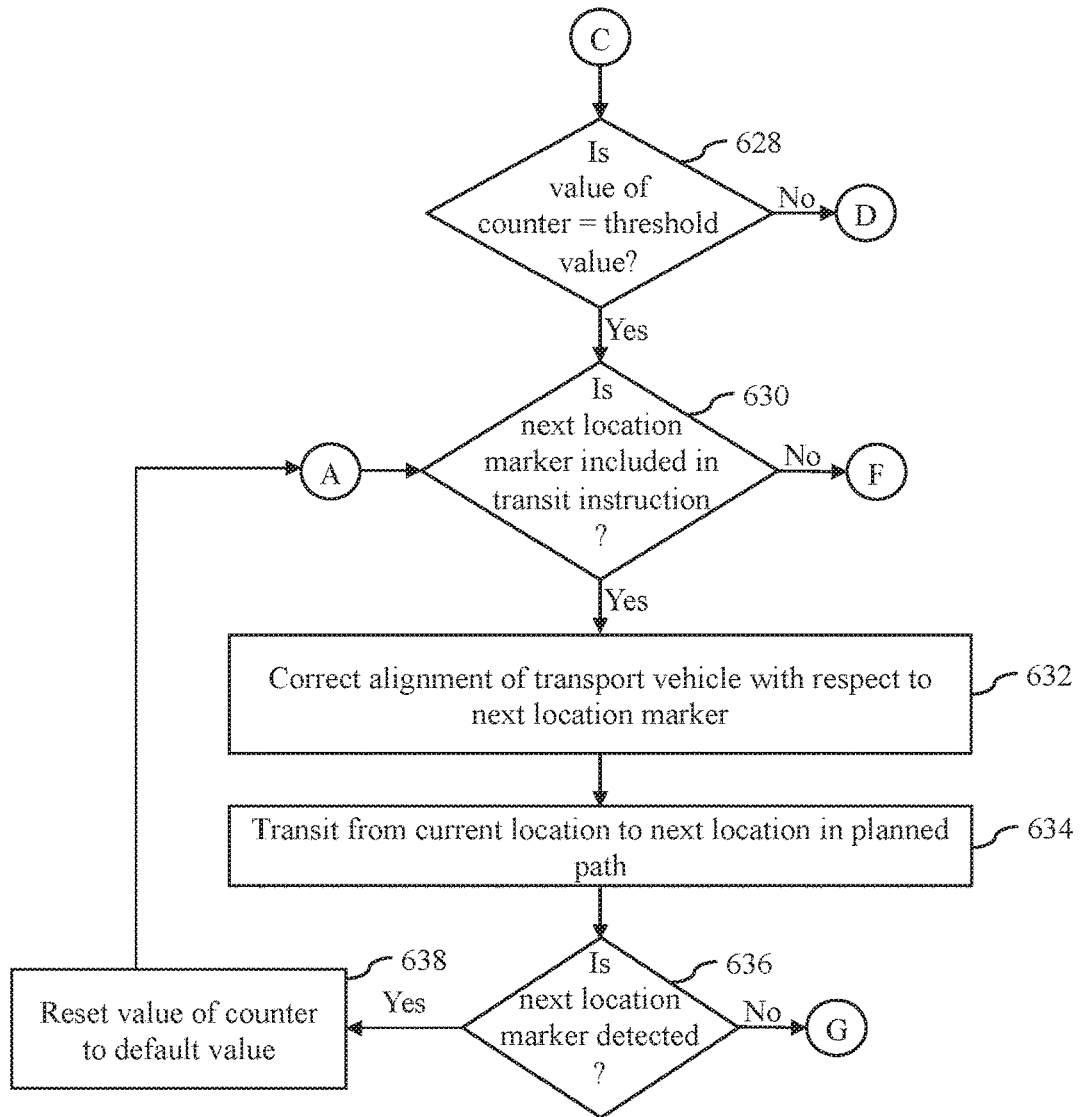 C
Is
value of
counter = threshold
value?
628
No
D
Yes
Is
next location
marker included in
transit instruction
?
630
A
No
F
Yes
Correct alignment of transport vehicle with respect to
next location marker
632
Transit from current location to next location in planned
path
634
Is
next location
marker detected
?
636
No
G
Yes
638
Reset value of counter
to default value